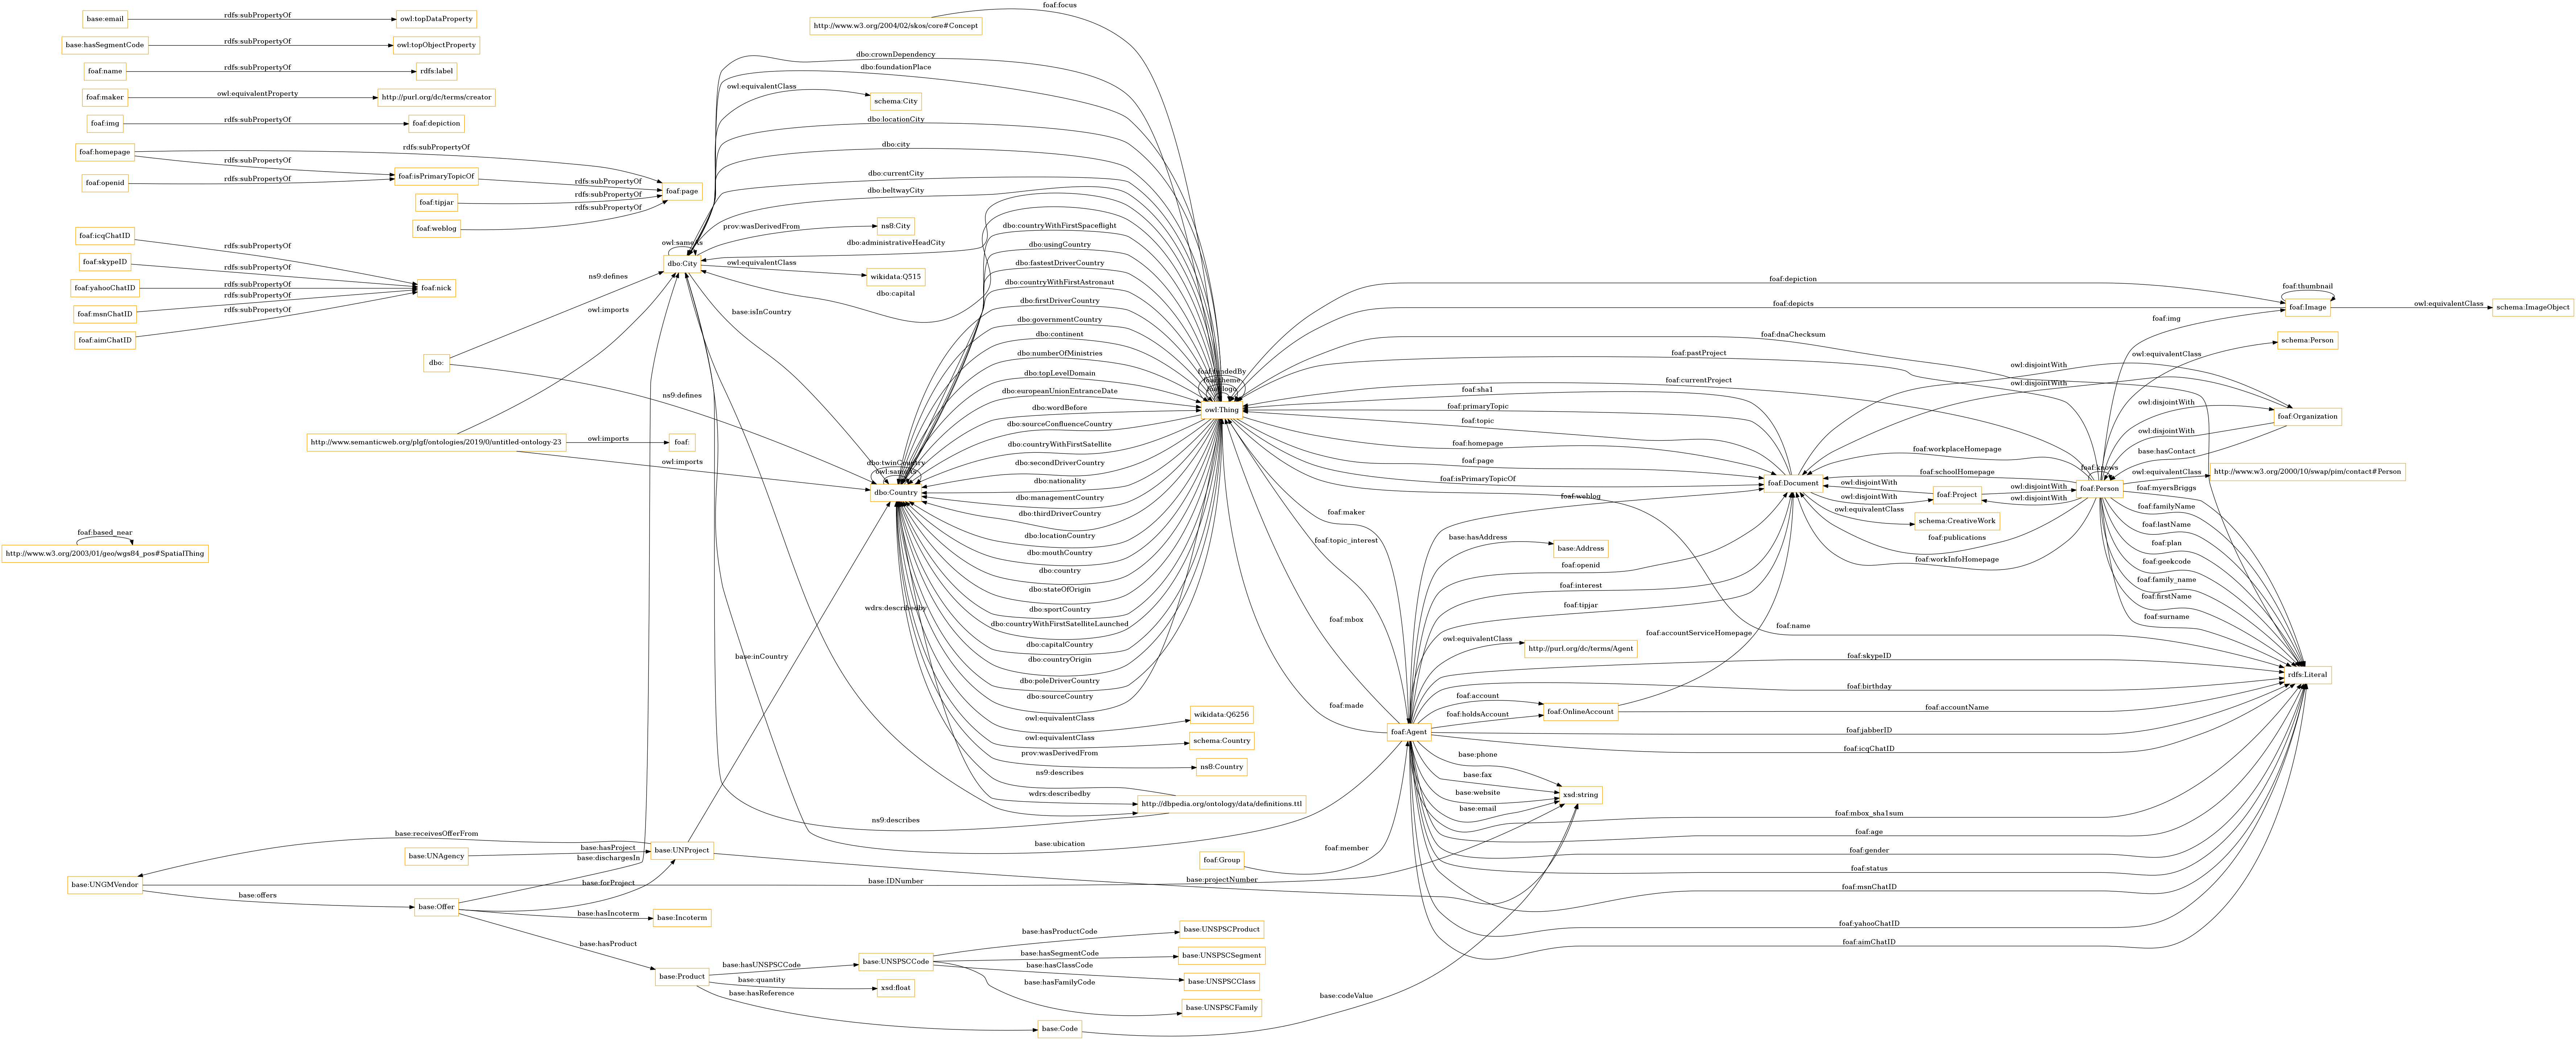 base:email
rdfs:subPropertyOf
owl:topDataProperty
base:hasSegmentCode
rdfs:subPropertyOf
owl:topObjectProperty
foaf:name
rdfs:subPropertyOf
rdfs:label
foaf:maker
owl:equivalentProperty
http://purl.org/dc/terms/creator
foaf:img
rdfs:subPropertyOf
foaf:depiction
foaf:homepage
rdfs:subPropertyOf
rdfs:subPropertyOf
foaf:openid
rdfs:subPropertyOf
foaf:isPrimaryTopicOf
rdfs:subPropertyOf
foaf:page
foaf:tipjar
rdfs:subPropertyOf
foaf:weblog
rdfs:subPropertyOf
foaf:icqChatID
rdfs:subPropertyOf
foaf:skypeID
rdfs:subPropertyOf
foaf:yahooChatID
rdfs:subPropertyOf
foaf:nick
foaf:msnChatID
rdfs:subPropertyOf
foaf:aimChatID
rdfs:subPropertyOf
dbo:
ns9:defines
ns9:defines
http://www.semanticweb.org/plgf/ontologies/2019/0/untitled-ontology-23
owl:imports
owl:imports
foaf:
owl:imports
foaf:based_near
http://www.w3.org/2003/01/geo/wgs84_pos#SpatialThing
http://www.w3.org/2004/02/skos/core#Concept
foaf:focus
dbo:crownDependency
dbo:foundationPlace
owl:equivalentClass
schema:City
dbo:locationCity
dbo:city
dbo:currentCity
dbo:beltwayCity
prov:wasDerivedFrom
ns8:City
owl:sameAs
dbo:City
dbo:administrativeHeadCity
owl:equivalentClass
wikidata:Q515
dbo:capital
base:isInCountry
dbo:countryWithFirstSpaceflight
dbo:usingCountry
dbo:fastestDriverCountry
dbo:countryWithFirstAstronaut
dbo:firstDriverCountry
dbo:governmentCountry
dbo:continent
dbo:numberOfMinistries
dbo:topLevelDomain
dbo:europeanUnionEntranceDate
dbo:wordBefore
dbo:sourceConfluenceCountry
dbo:countryWithFirstSatellite
dbo:secondDriverCountry
dbo:nationality
dbo:managementCountry
dbo:thirdDriverCountry
dbo:locationCountry
dbo:mouthCountry
dbo:country
dbo:stateOfOrigin
dbo:sportCountry
dbo:countryWithFirstSatelliteLaunched
dbo:capitalCountry
dbo:countryOrigin
dbo:poleDriverCountry
dbo:sourceCountry
dbo:twinCountry
owl:sameAs
dbo:Country
owl:equivalentClass
wikidata:Q6256
owl:equivalentClass
schema:Country
prov:wasDerivedFrom
ns8:Country
ns9:describes
wdrs:describedby
http://dbpedia.org/ontology/data/definitions.ttl
wdrs:describedby
ns9:describes
base:inCountry
base:ubication
foaf:fundedBy
foaf:theme
foaf:logo
owl:Thing
foaf:depiction
foaf:depicts
foaf:thumbnail
foaf:Image
owl:equivalentClass
schema:ImageObject
foaf:img
foaf:dnaChecksum
schema:Person
owl:equivalentClass
foaf:pastProject
owl:disjointWith
owl:disjointWith
foaf:currentProject
foaf:sha1
foaf:primaryTopic
foaf:topic
foaf:homepage
foaf:page
foaf:isPrimaryTopicOf
foaf:weblog
owl:disjointWith
foaf:Organization
owl:disjointWith
base:hasContact
foaf:workplaceHomepage
foaf:knows
foaf:schoolHomepage
foaf:Document
owl:disjointWith
foaf:Project
owl:disjointWith
owl:disjointWith
owl:disjointWith
foaf:Person
owl:equivalentClass
http://www.w3.org/2000/10/swap/pim/contact#Person
owl:equivalentClass
schema:CreativeWork
foaf:publications
foaf:workInfoHomepage
foaf:myersBriggs
foaf:familyName
foaf:lastName
foaf:plan
foaf:geekcode
foaf:family_name
foaf:firstName
foaf:surname
foaf:maker
foaf:topic_interest
base:hasAddress
base:Address
foaf:openid
foaf:interest
foaf:tipjar
foaf:mbox
foaf:accountServiceHomepage
foaf:name
owl:equivalentClass
http://purl.org/dc/terms/Agent
foaf:skypeID
rdfs:Literal
foaf:birthday
foaf:account
foaf:holdsAccount
foaf:OnlineAccount
foaf:accountName
foaf:made
foaf:Agent
foaf:jabberID
foaf:icqChatID
base:phone
base:fax
base:website
base:email
xsd:string
foaf:mbox_sha1sum
foaf:age
foaf:gender
foaf:status
foaf:msnChatID
foaf:yahooChatID
foaf:aimChatID
foaf:Group
foaf:member
base:receivesOfferFrom
base:UNAgency
base:hasProject
base:UNProject
base:dischargesIn
base:UNGMVendor
base:IDNumber
base:projectNumber
base:offers
base:forProject
base:Offer
base:hasIncoterm
base:Incoterm
base:hasProduct
base:Product
base:hasUNSPSCCode
base:UNSPSCCode
base:hasProductCode
base:UNSPSCProduct
base:hasSegmentCode
base:UNSPSCSegment
base:hasClassCode
base:UNSPSCClass
base:hasFamilyCode
base:UNSPSCFamily
base:quantity
xsd:float
base:hasReference
base:Code
base:codeValue